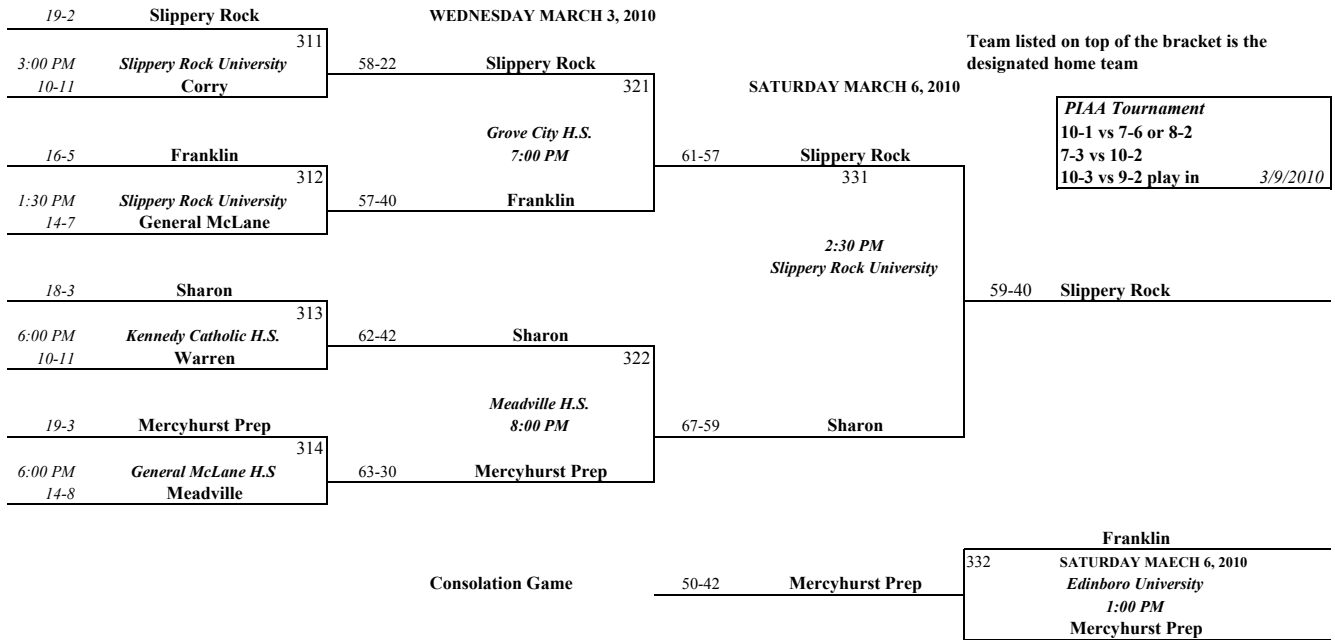 19-2 Slippery Rock WEDNESDAY MARCH 3, 2010
311
Team listed on top of the bracket is the
3:00 PM Slippery Rock University 58-22 Slippery Rock designated home team
10-11 Corry 321 SATURDAY MARCH 6, 2010
PIAA Tournament
Grove City H.S. 10-1 vs 7-6 or 8-2
16-5 Franklin 7:00 PM 61-57 Slippery Rock 7-3 vs 10-2
312 331 10-3 vs 9-2 play in 3/9/2010
1:30 PM Slippery Rock University 57-40 Franklin
14-7 General McLane
2:30 PM
Slippery Rock University
18-3 Sharon 59-40 Slippery Rock
313
6:00 PM Kennedy Catholic H.S. 62-42 Sharon
10-11 Warren 322
Meadville H.S.
19-3 Mercyhurst Prep 8:00 PM 67-59 Sharon
314
6:00 PM General McLane H.S 63-30 Mercyhurst Prep
14-8 Meadville
Franklin
332 SATURDAY MAECH 6, 2010
Consolation Game 50-42 Mercyhurst Prep Edinboro University
1:00 PM
Mercyhurst Prep